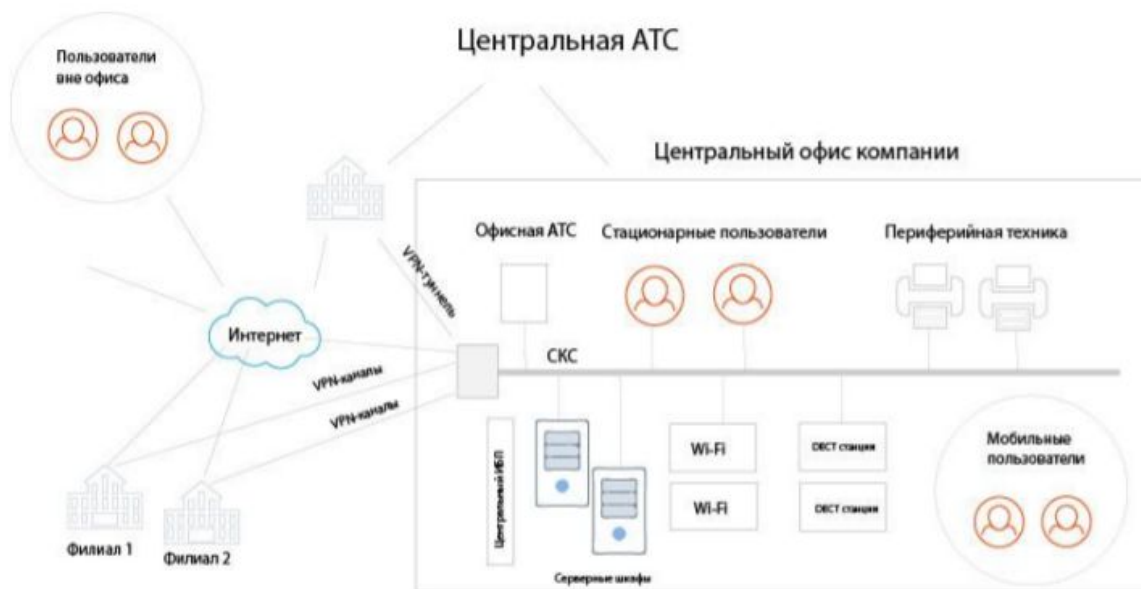 Центральная АТС
Пользователи
вне офиса
Центральный офис компании
Офисная АТС
Стационарные пользователи
Периферийная техника
VPN-туннель
Интернет
СКС
VPN-каналы
VPN-каналы
Центральный ИБП
Wi-Fi
DECT станция
Мобильные
пользователи
Wi-Fi
DECT станция
Филиал 1
Филиал 2
Серверные шкафы